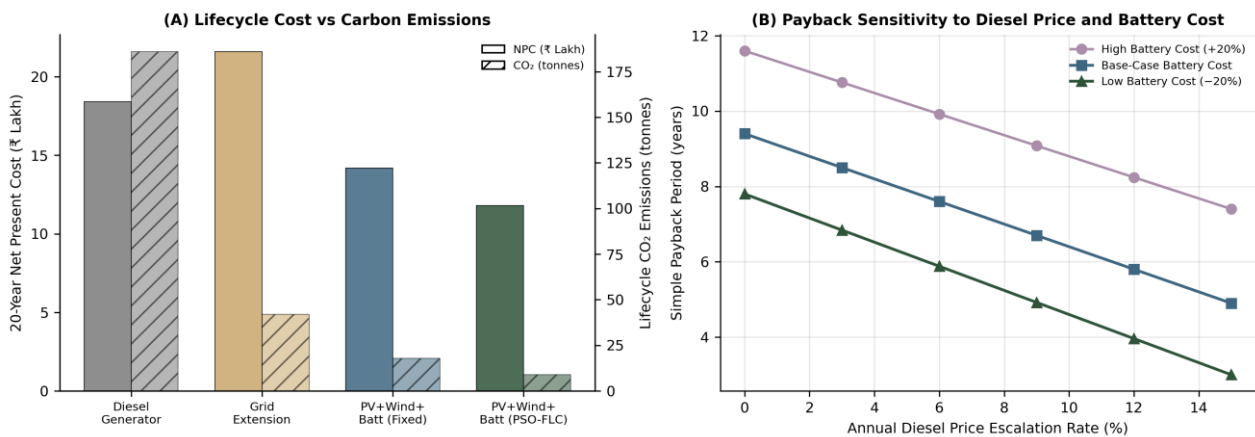 (A) Lifecycle Cost vs Carbon Emissions
NPC (₹ Lakh)
CO₂ (tonnes)
20-Year Net Present Cost (₹ Lakh)
20
15
10
5
0
Lifecycle CO₂ Emissions (tonnes)
175
150
125
100
75
50
25
0
Diesel
Generator
Grid
Extension
PV+Wind+
Batt (Fixed)
PV+Wind+
Batt (PSO-FLC)
(B) Payback Sensitivity to Diesel Price and Battery Cost
High Battery Cost (+20%)
Base-Case Battery Cost
Low Battery Cost (−20%)
Simple Payback Period (years)
12
10
8
6
4
0
2
4
6
8
10
12
14
Annual Diesel Price Escalation Rate (%)